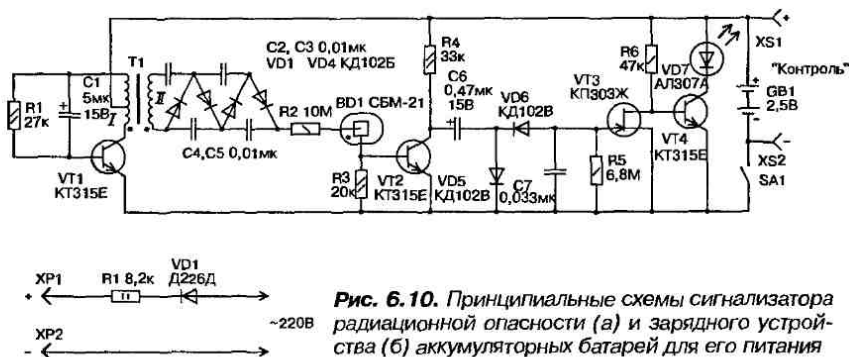 T1
C1
5мк
15В
I
II
R1
27к
VT1
КТ315Е
C2, C3 0,01мк
VD1 VD4 КД102Б
C4,C5 0,01мк
R2 10М
BD1 СБМ-21
R3
20к
VT2
КТ315Е
R4
33к
C6
0,47мк
15В
VD6
КД102В
VD5
КД102В
C7
0,033мк
VT3
КП303Ж
R5
6,8М
R6
47к
VD7
АЛ307А
VT4
КТ315Е
+
XS1
"Контроль"
GB1
2,5В
+
-
-
XS2
SA1
+
XP1
R1 8,2к
VD1
Д226Д
~220В
-
XP2
Рис. 6.10. Принципиальные схемы сигнализатора
радиационной опасности (а) и зарядного устрой-
ства (б) аккумуляторных батарей для его питания